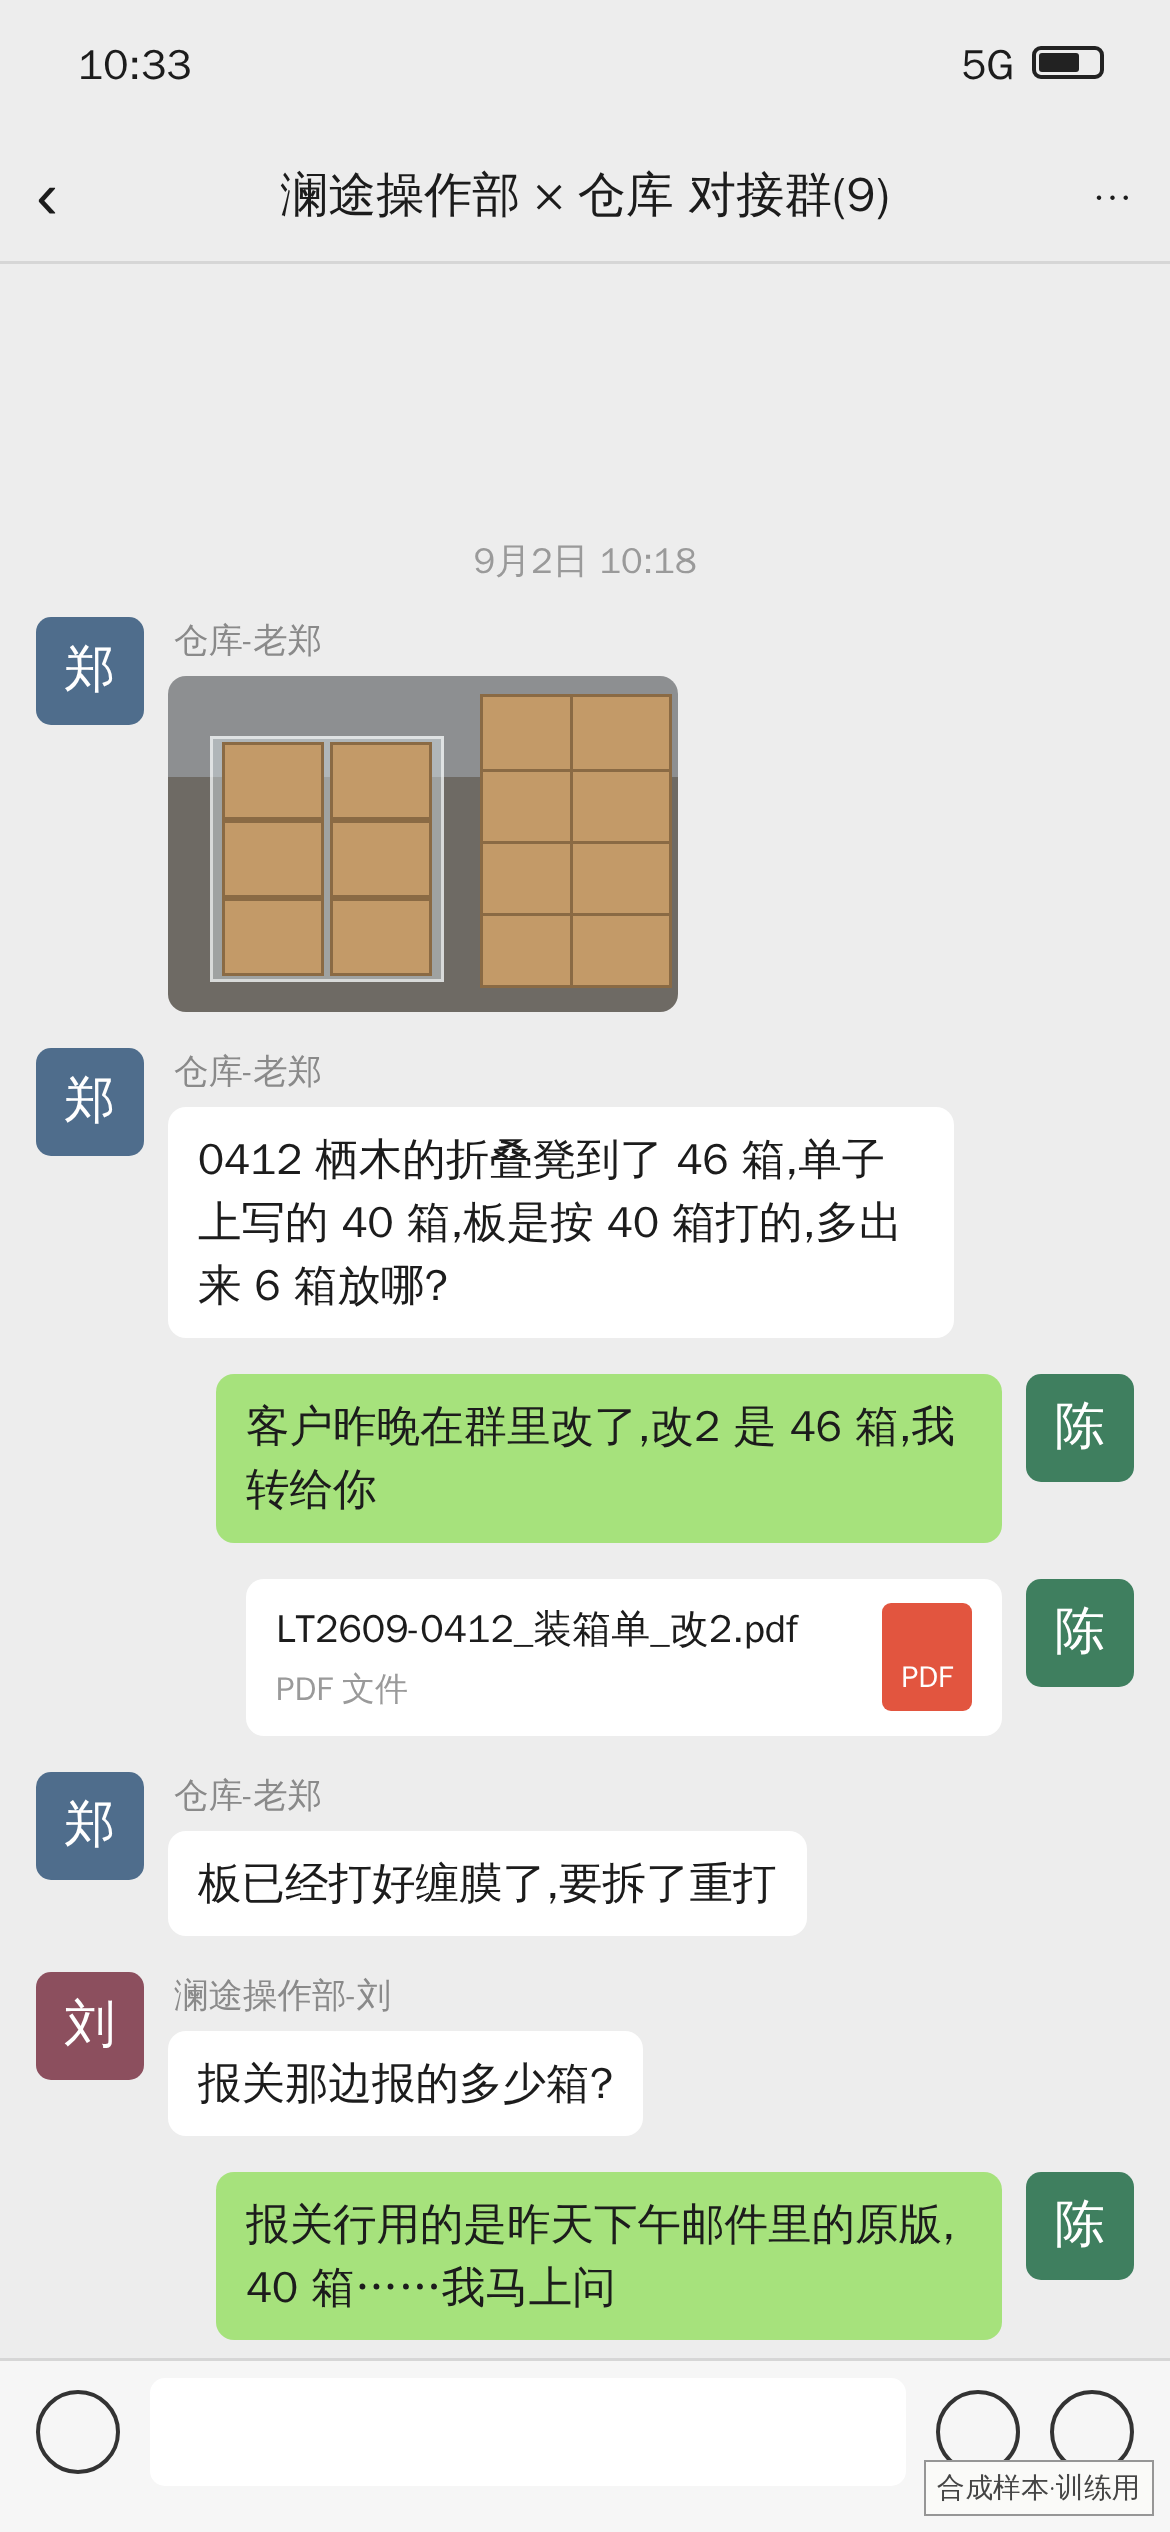 10:33
5G
‹
澜途操作部 × 仓库 对接群(9)
…
9月2日 10:18
郑
仓库-老郑
郑
仓库-老郑
0412 栖木的折叠凳到了 46 箱,单子
上写的 40 箱,板是按 40 箱打的,多出
来 6 箱放哪?
客户昨晚在群里改了,改2 是 46 箱,我
转给你
陈
LT2609-0412_装箱单_改2.pdf
PDF 文件
PDF
陈
郑
仓库-老郑
板已经打好缠膜了,要拆了重打
刘
澜途操作部-刘
报关那边报的多少箱?
报关行用的是昨天下午邮件里的原版,
40 箱……我马上问
陈
合成样本·训练用